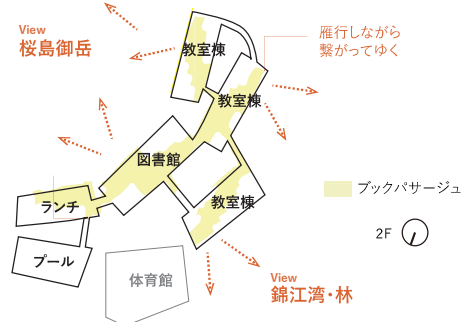 View
桜島御岳
教室棟
雁行しながら
繋がってゆく
教室棟
図書館
ランチ
教室棟
ブックパサージュ
2F
プール
体育館
View
錦江湾・林